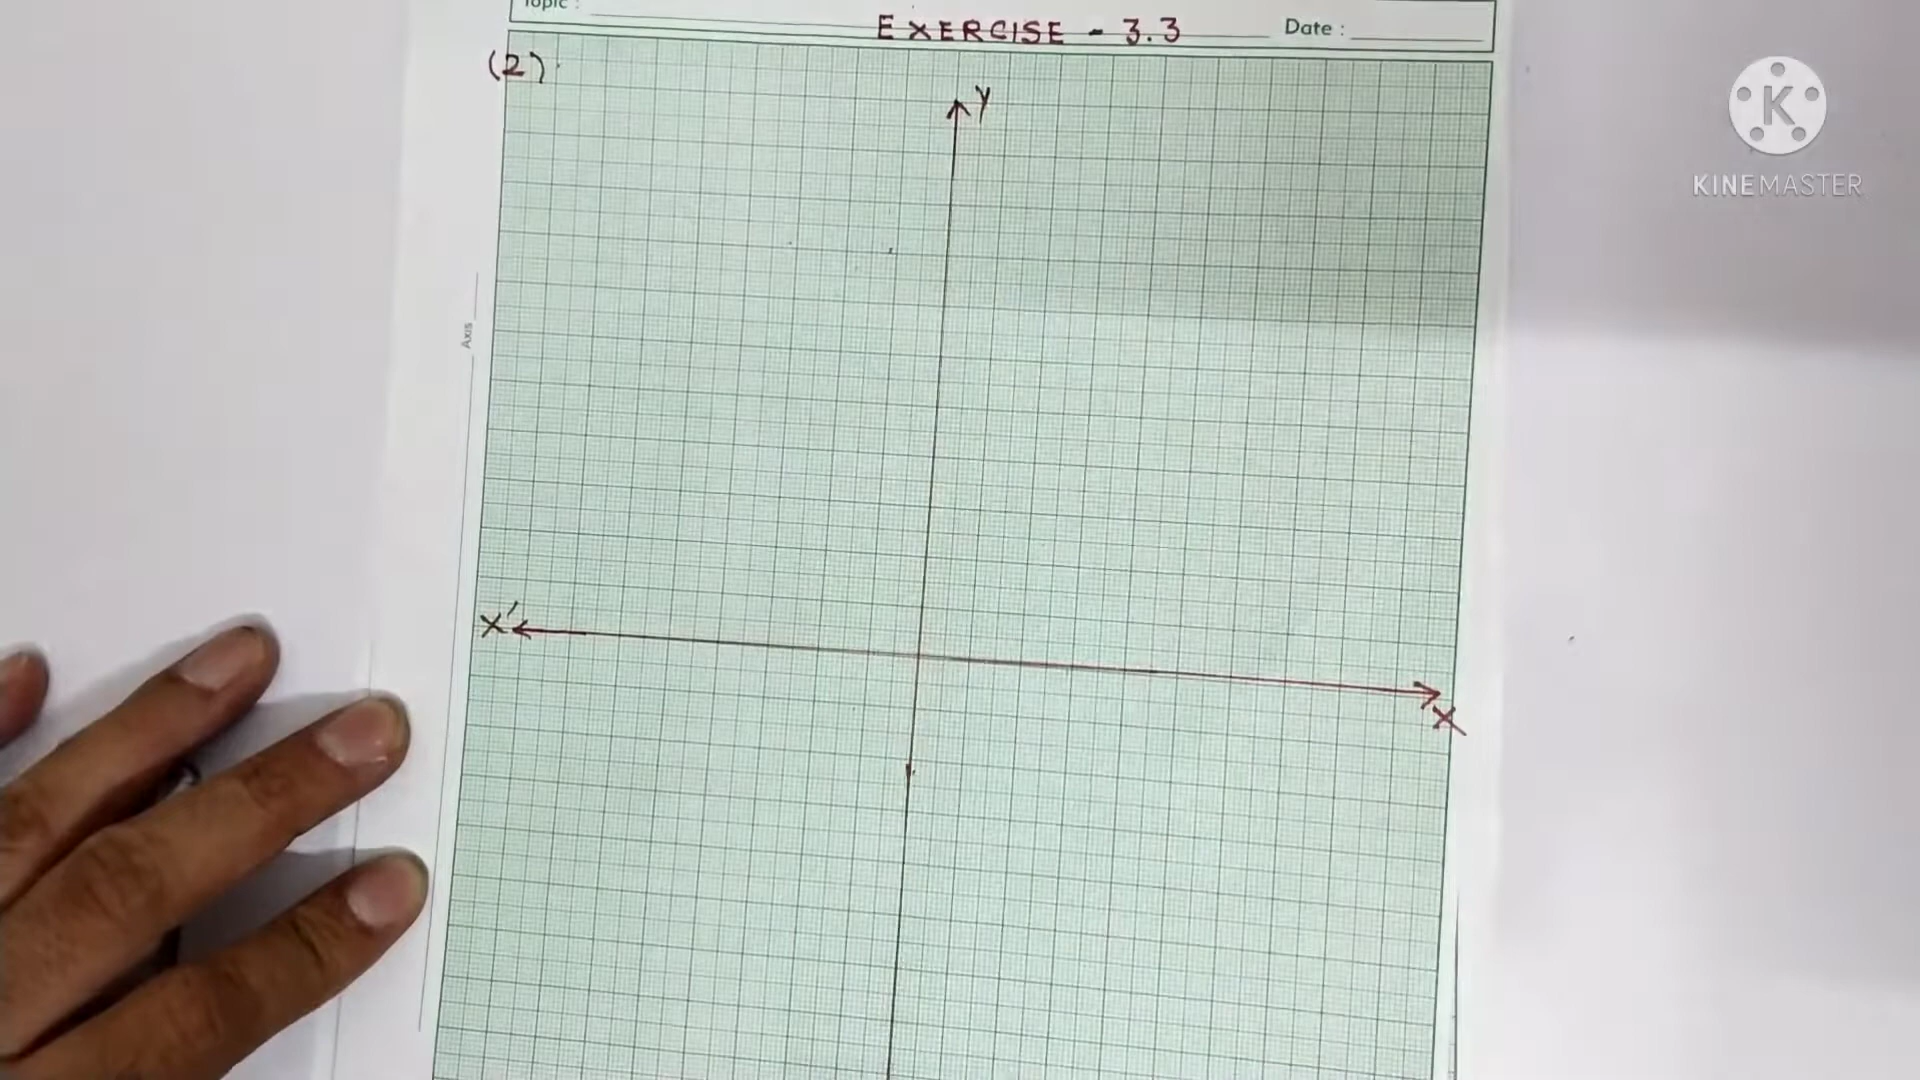 Topic :
EXERCISE - 3.3
Date :
(2)
Y
Axis
X'
X
K
KINEMASTER